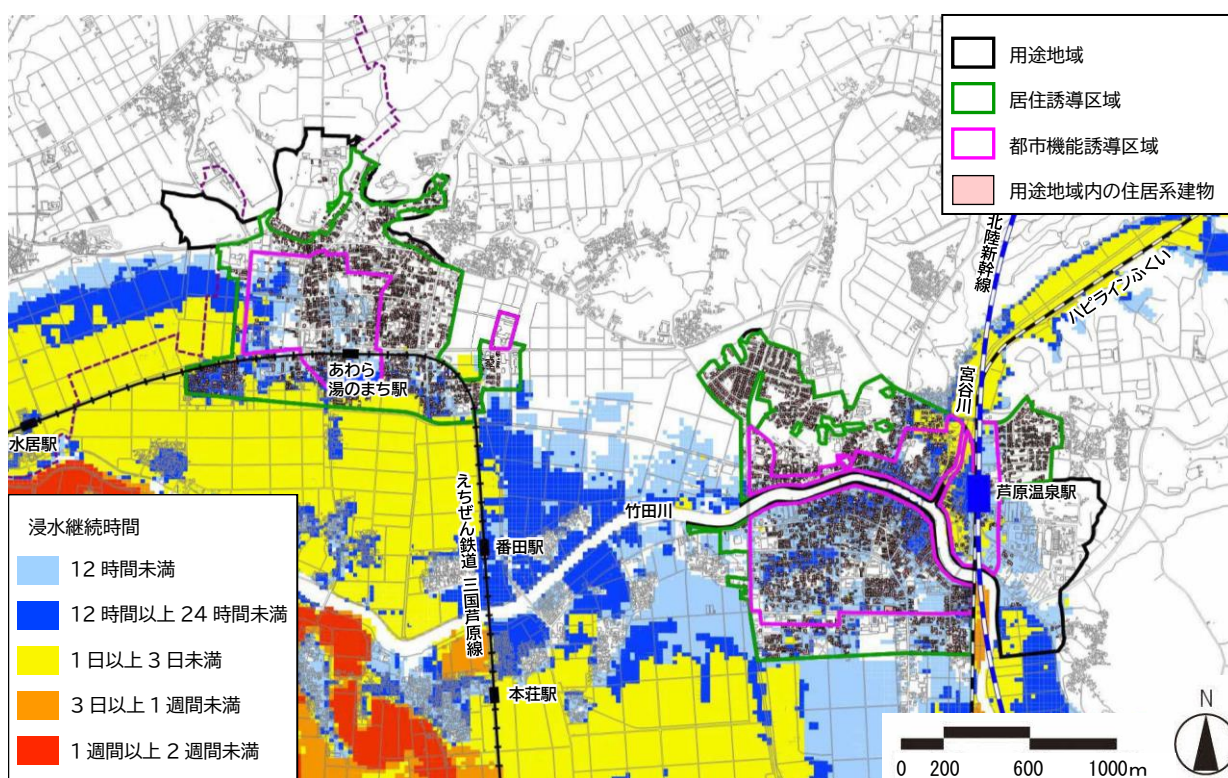 用途地域
居住誘導区域
都市機能誘導区域
用途地域内の住居系建物
北陸新幹線
ハピラインふくい
宮谷川
あわら
湯のまち駅
水居駅
芦原温泉駅
竹田川
えちぜん鉄道 三国芦原線
番田駅
本荘駅
浸水継続時間
12時間未満
12時間以上24時間未満
1日以上3日未満
3日以上1週間未満
1週間以上2週間未満
N
0 200 600 1000m